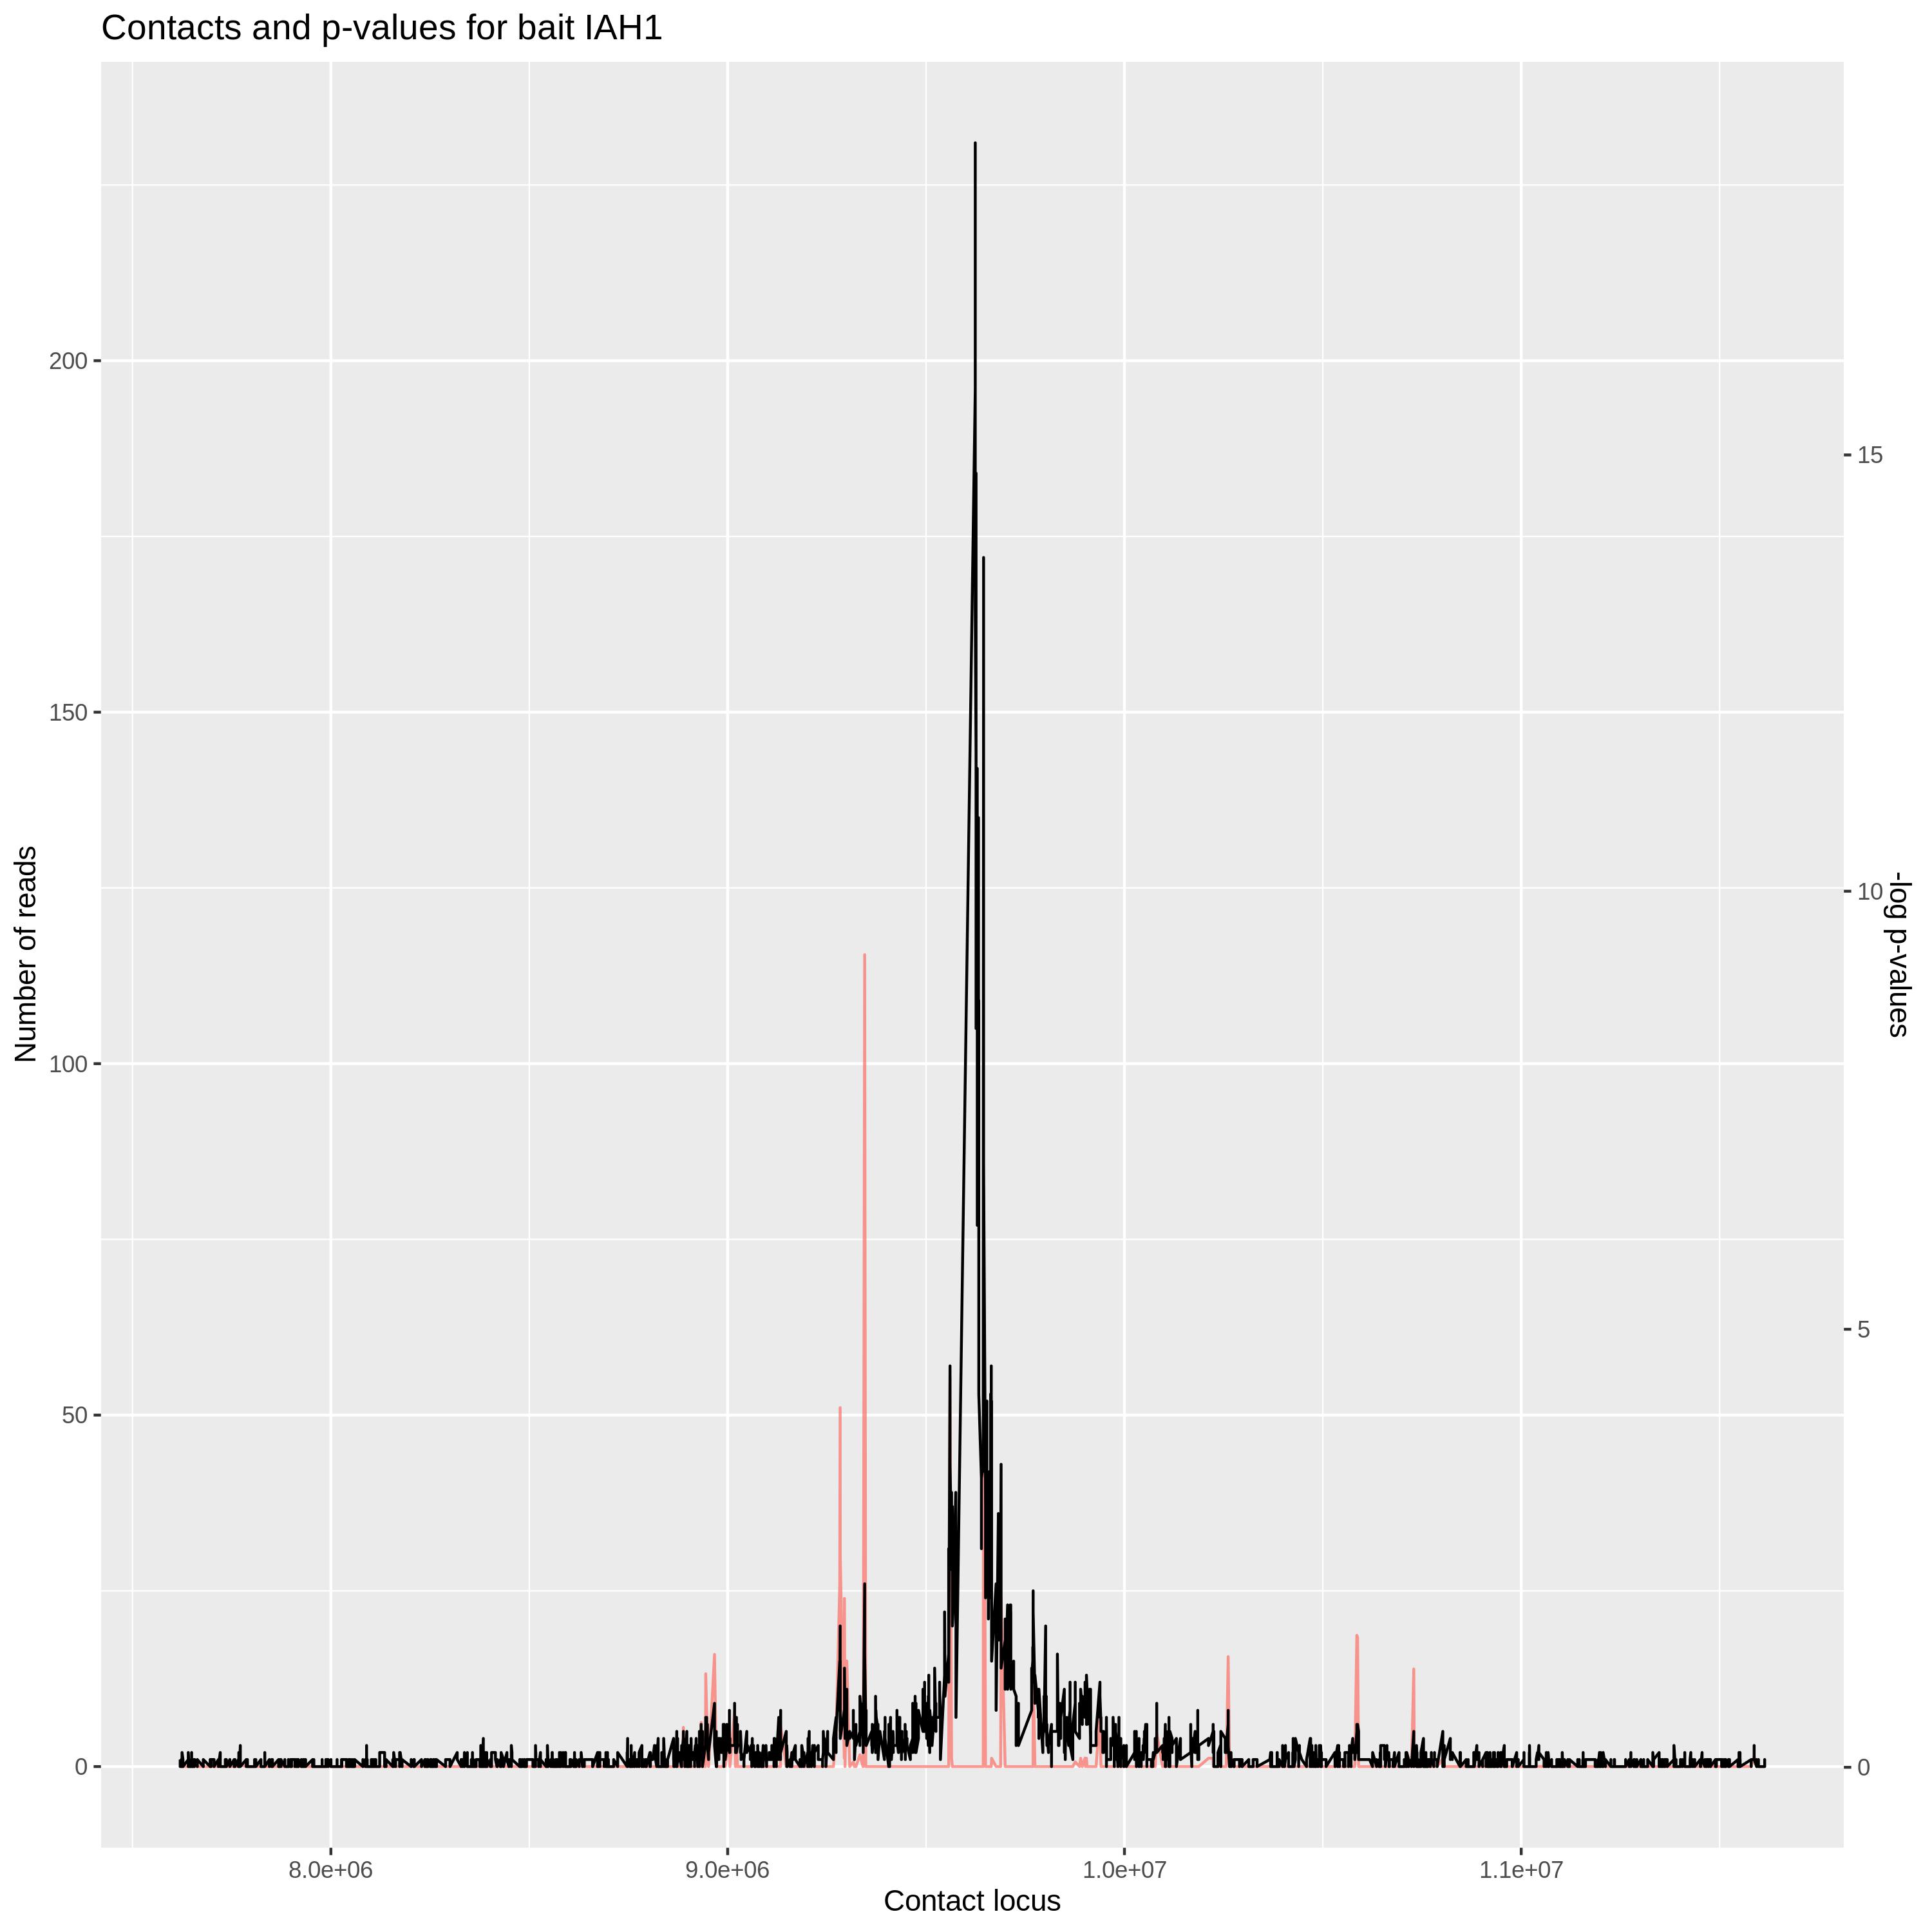 Contacts and p-values for bait IAH1
200
150
100
50
0
15
10
5
0
Number of reads
-log p-values
8.0e+06
9.0e+06
1.0e+07
1.1e+07
Contact locus